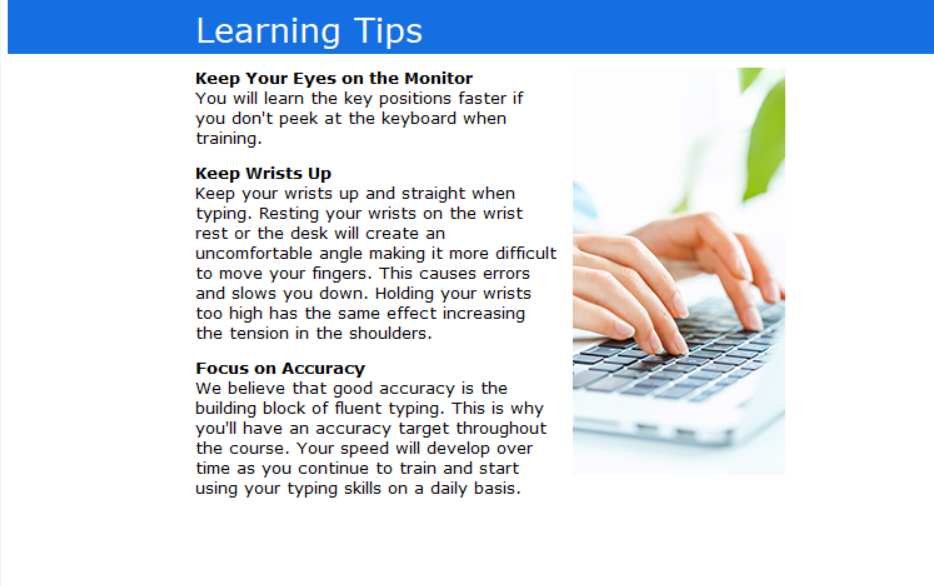 Learning Tips
Keep Your Eyes on the Monitor
You will learn the key positions faster if
you don't peek at the keyboard when
training.
Keep Wrists Up
Keep your wrists up and straight when
typing. Resting your wrists on the wrist
rest or the desk will create an
uncomfortable angle making it more difficult
to move your fingers. This causes errors
and slows you down. Holding your wrists
too high has the same effect increasing
the tension in the shoulders.
Focus on Accuracy
We believe that good accuracy is the
building block of fluent typing. This is why
you'll have an accuracy target throughout
the course. Your speed will develop over
time as you continue to train and start
using your typing skills on a daily basis.